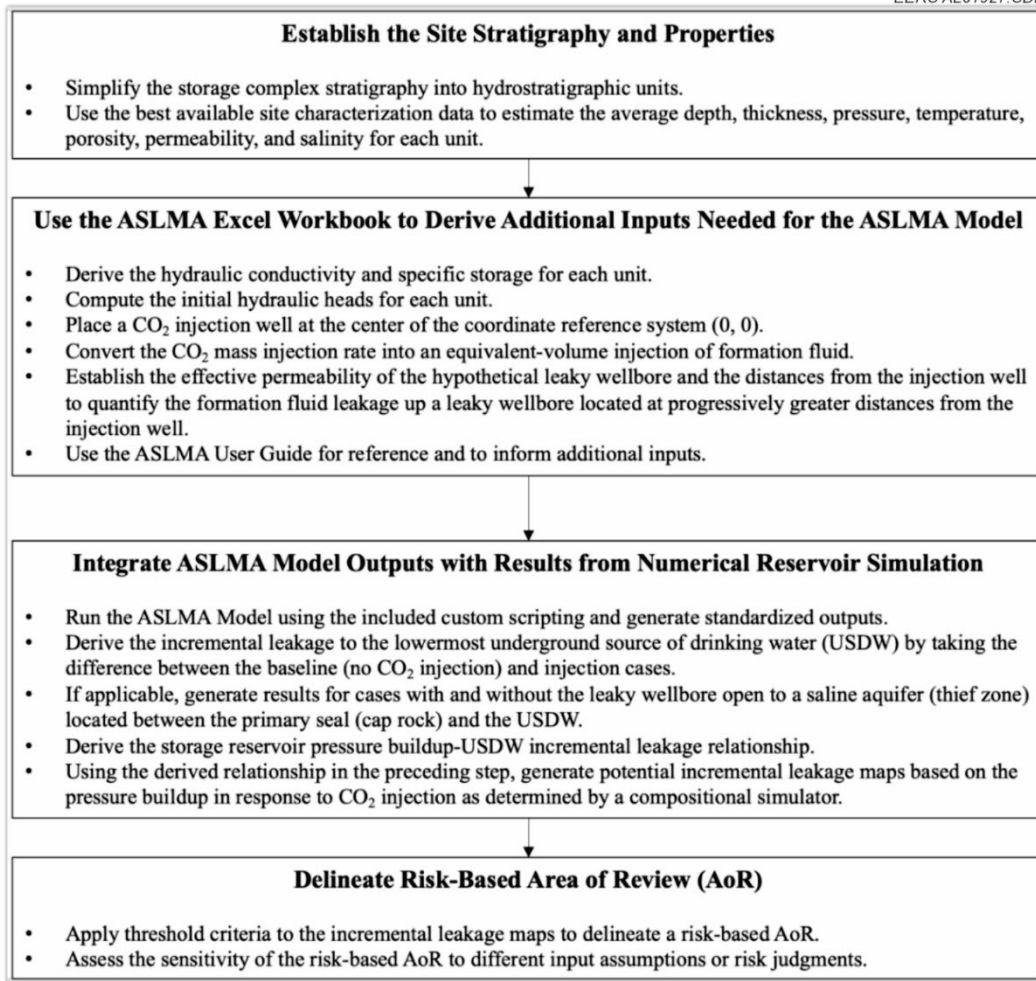 Establish the Site Stratigraphy and Properties
• Simplify the storage complex stratigraphy into hydrostratigraphic units.
• Use the best available site characterization data to estimate the average depth, thickness, pressure, temperature,
porosity, permeability, and salinity for each unit.
Use the ASLMA Excel Workbook to Derive Additional Inputs Needed for the ASLMA Model
• Derive the hydraulic conductivity and specific storage for each unit.
• Compute the initial hydraulic heads for each unit.
• Place a CO₂ injection well at the center of the coordinate reference system (0, 0).
• Convert the CO₂ mass injection rate into an equivalent-volume injection of formation fluid.
• Establish the effective permeability of the hypothetical leaky wellbore and the distances from the injection well
to quantify the formation fluid leakage up a leaky wellbore located at progressively greater distances from the
injection well.
• Use the ASLMA User Guide for reference and to inform additional inputs.
Integrate ASLMA Model Outputs with Results from Numerical Reservoir Simulation
• Run the ASLMA Model using the included custom scripting and generate standardized outputs.
• Derive the incremental leakage to the lowermost underground source of drinking water (USDW) by taking the
difference between the baseline (no CO₂ injection) and injection cases.
• If applicable, generate results for cases with and without the leaky wellbore open to a saline aquifer (thief zone)
located between the primary seal (cap rock) and the USDW.
• Derive the storage reservoir pressure buildup-USDW incremental leakage relationship.
• Using the derived relationship in the preceding step, generate potential incremental leakage maps based on the
pressure buildup in response to CO₂ injection as determined by a compositional simulator.
Delineate Risk-Based Area of Review (AoR)
• Apply threshold criteria to the incremental leakage maps to delineate a risk-based AoR.
• Assess the sensitivity of the risk-based AoR to different input assumptions or risk judgments.